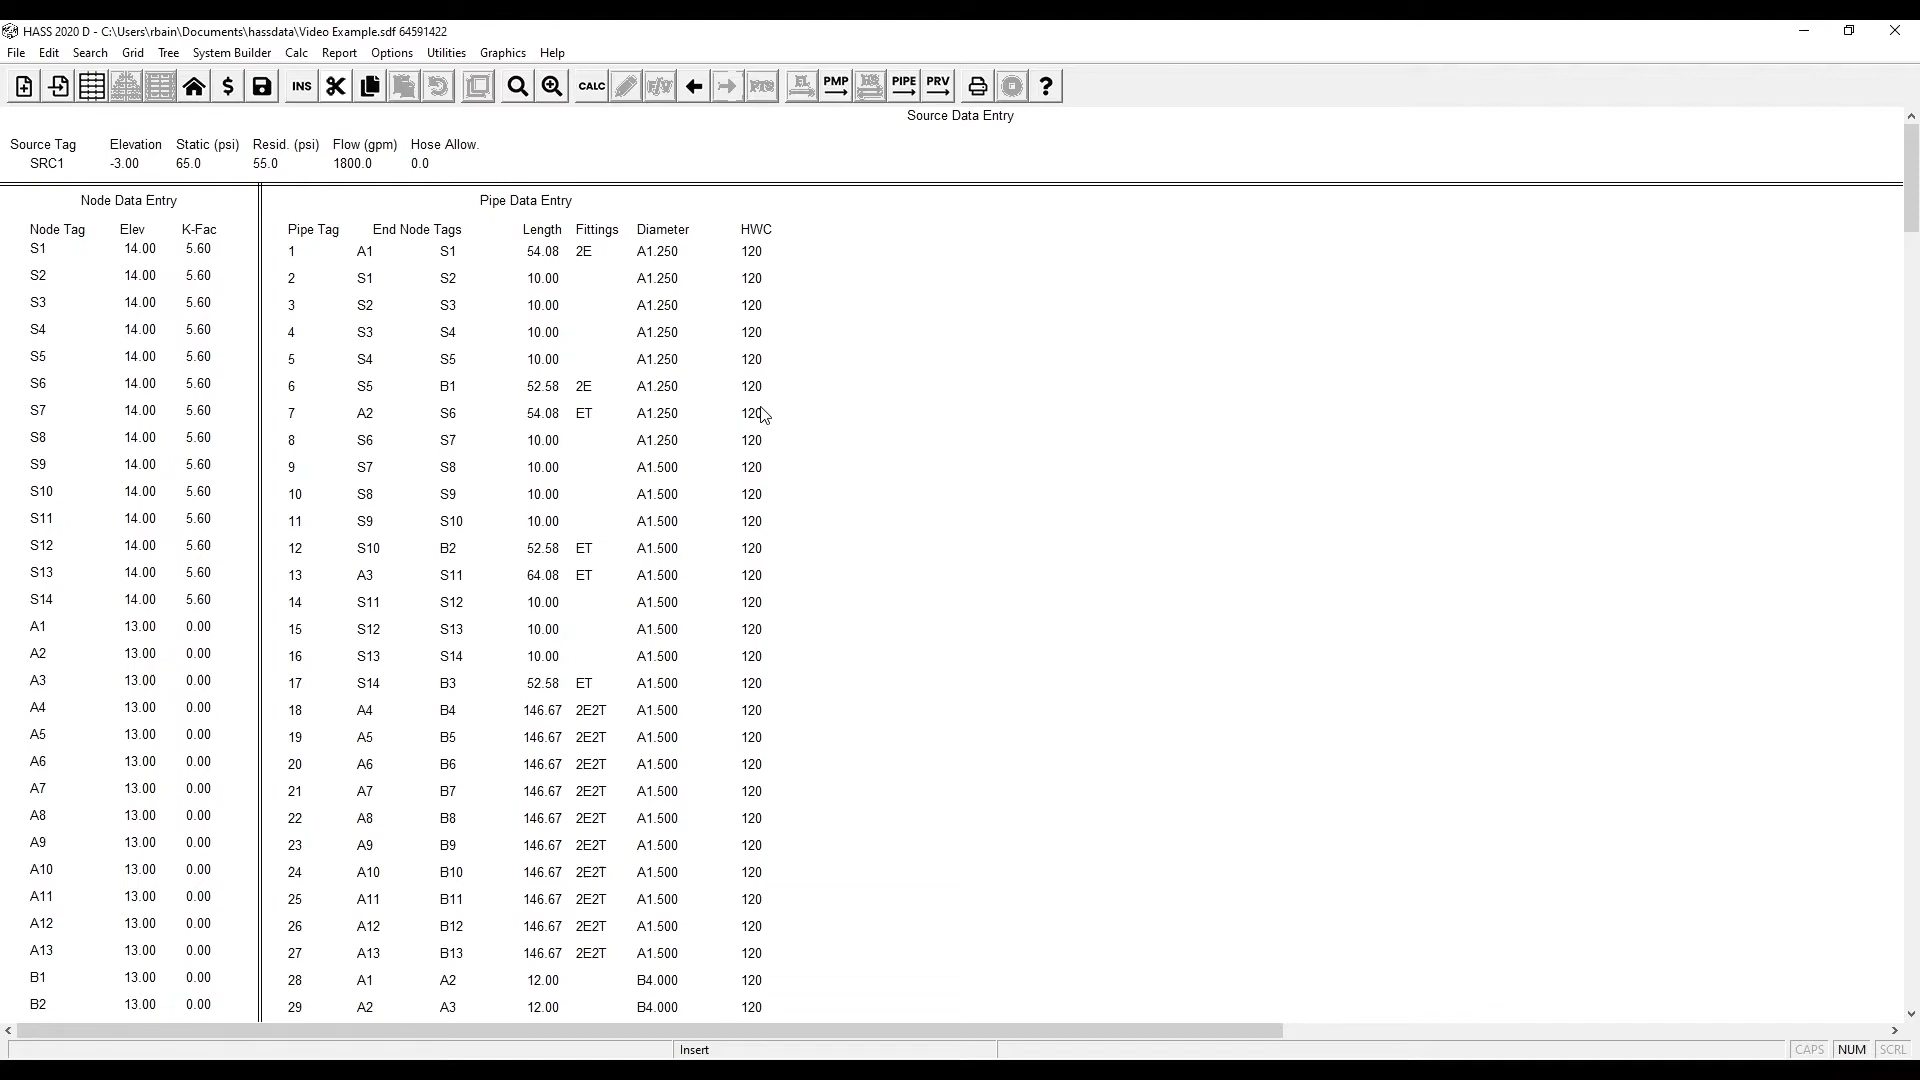 HASS 2020 D - C:\Users\rbain\Documents\hassdata\Video Example.sdf 64591422
File Edit Search Grid Tree System Builder Calc Report Options Utilities Graphics Help
$ INS CALC F/V PTS EL PMP HS PIPE PRV ?
Source Data Entry
Source Tag Elevation Static (psi) Resid. (psi) Flow (gpm) Hose Allow.
SRC1 -3.00 65.0 55.0 1800.0 0.0
Node Data Entry Pipe Data Entry
Node Tag Elev K-Fac Pipe Tag End Node Tags Length Fittings Diameter HWC
S1 14.00 5.60 1 A1 S1 54.08 2E A1.250 120
S2 14.00 5.60 2 S1 S2 10.00 A1.250 120
S3 14.00 5.60 3 S2 S3 10.00 A1.250 120
S4 14.00 5.60 4 S3 S4 10.00 A1.250 120
S5 14.00 5.60 5 S4 S5 10.00 A1.250 120
S6 14.00 5.60 6 S5 B1 52.58 2E A1.250 120
S7 14.00 5.60 7 A2 S6 54.08 ET A1.250 120
S8 14.00 5.60 8 S6 S7 10.00 A1.250 120
S9 14.00 5.60 9 S7 S8 10.00 A1.500 120
S10 14.00 5.60 10 S8 S9 10.00 A1.500 120
S11 14.00 5.60 11 S9 S10 10.00 A1.500 120
S12 14.00 5.60 12 S10 B2 52.58 ET A1.500 120
S13 14.00 5.60 13 A3 S11 64.08 ET A1.500 120
S14 14.00 5.60 14 S11 S12 10.00 A1.500 120
A1 13.00 0.00 15 S12 S13 10.00 A1.500 120
A2 13.00 0.00 16 S13 S14 10.00 A1.500 120
A3 13.00 0.00 17 S14 B3 52.58 ET A1.500 120
A4 13.00 0.00 18 A4 B4 146.67 2E2T A1.500 120
A5 13.00 0.00 19 A5 B5 146.67 2E2T A1.500 120
A6 13.00 0.00 20 A6 B6 146.67 2E2T A1.500 120
A7 13.00 0.00 21 A7 B7 146.67 2E2T A1.500 120
A8 13.00 0.00 22 A8 B8 146.67 2E2T A1.500 120
A9 13.00 0.00 23 A9 B9 146.67 2E2T A1.500 120
A10 13.00 0.00 24 A10 B10 146.67 2E2T A1.500 120
A11 13.00 0.00 25 A11 B11 146.67 2E2T A1.500 120
A12 13.00 0.00 26 A12 B12 146.67 2E2T A1.500 120
A13 13.00 0.00 27 A13 B13 146.67 2E2T A1.500 120
B1 13.00 0.00 28 A1 A2 12.00 B4.000 120
B2 13.00 0.00 29 A2 A3 12.00 B4.000 120
Insert CAPS NUM SCRL